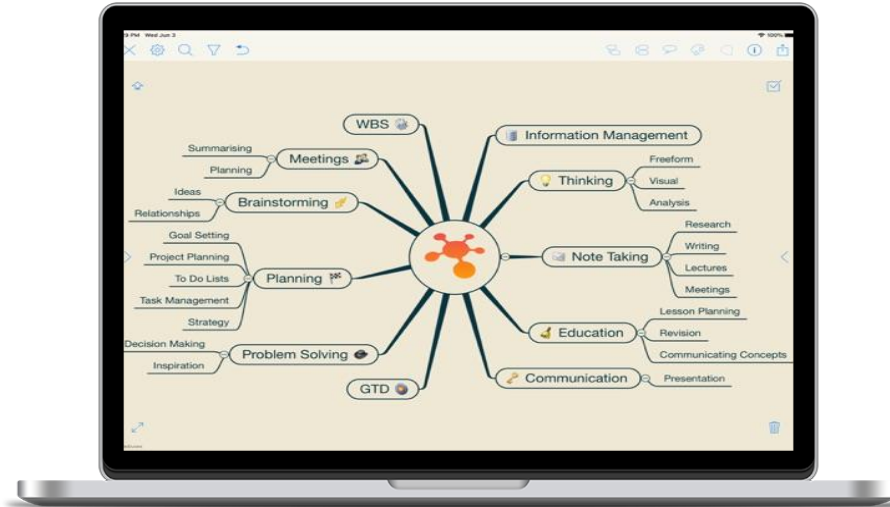 9 PM Wed Jun 3
100%
WBS
Information Management
Summarising
Meetings
Planning
Thinking
Freeform
Visual
Analysis
Ideas
Brainstorming
Relationships
Goal Setting
Project Planning
To Do Lists
Planning
Task Management
Strategy
Note Taking
Research
Writing
Lectures
Meetings
Decision Making
Problem Solving
Inspiration
Education
Lesson Planning
Revision
Communicating Concepts
GTD
Communication
Presentation